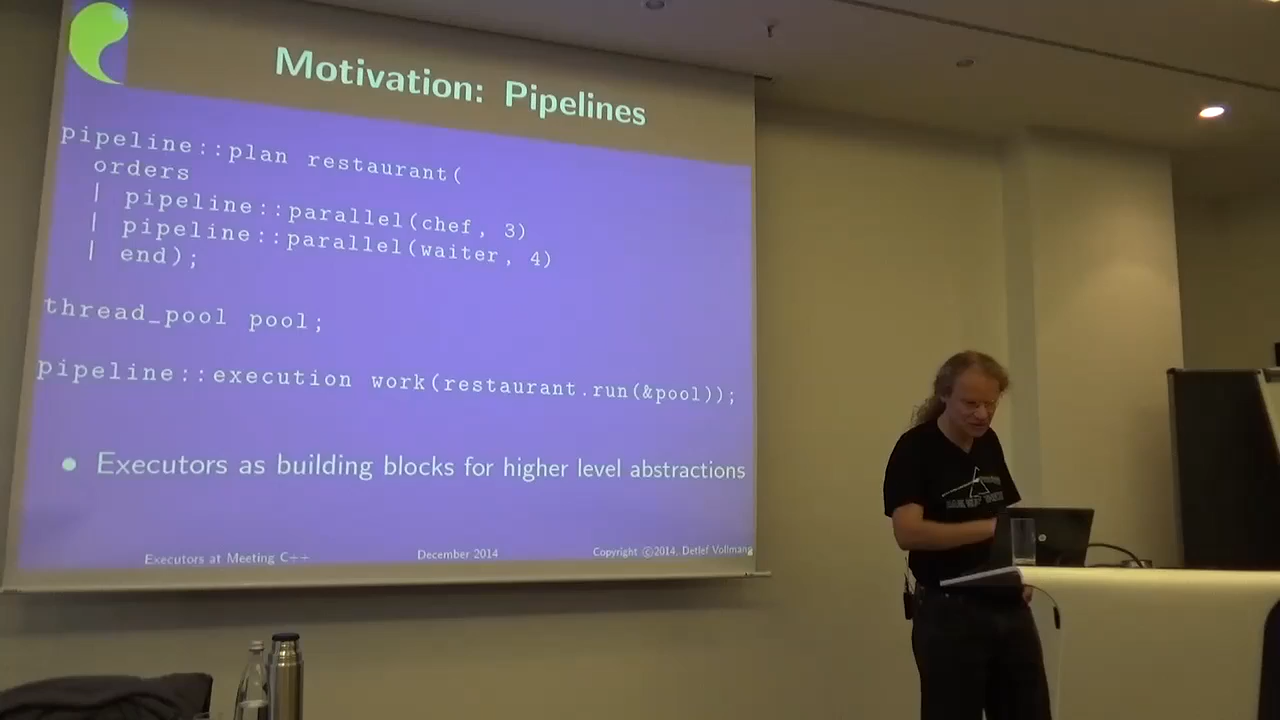 Motivation: Pipelines
pipeline::plan restaurant(
orders
| pipeline::parallel(chef, 3)
| pipeline::parallel(waiter, 4)
| end);
thread_pool pool;
pipeline::execution work(restaurant.run(&pool));
• Executors as building blocks for higher level abstractions
Executors at Meeting C++ December 2014 Copyright ©2014, Detlef Vollmann